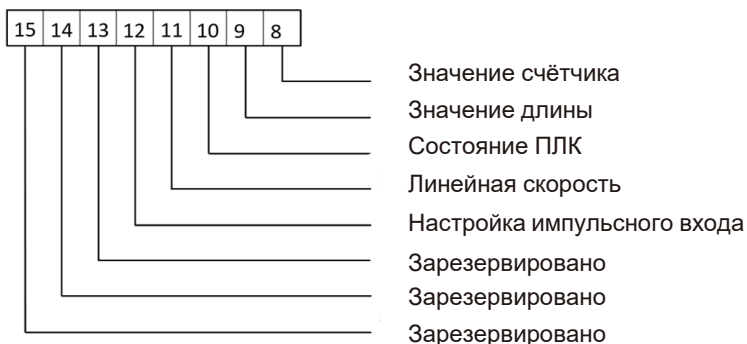 15 14 13 12 11 10 9 8
Значение счётчика
Значение длины
Состояние ПЛК
Линейная скорость
Настройка импульсного входа
Зарезервировано
Зарезервировано
Зарезервировано